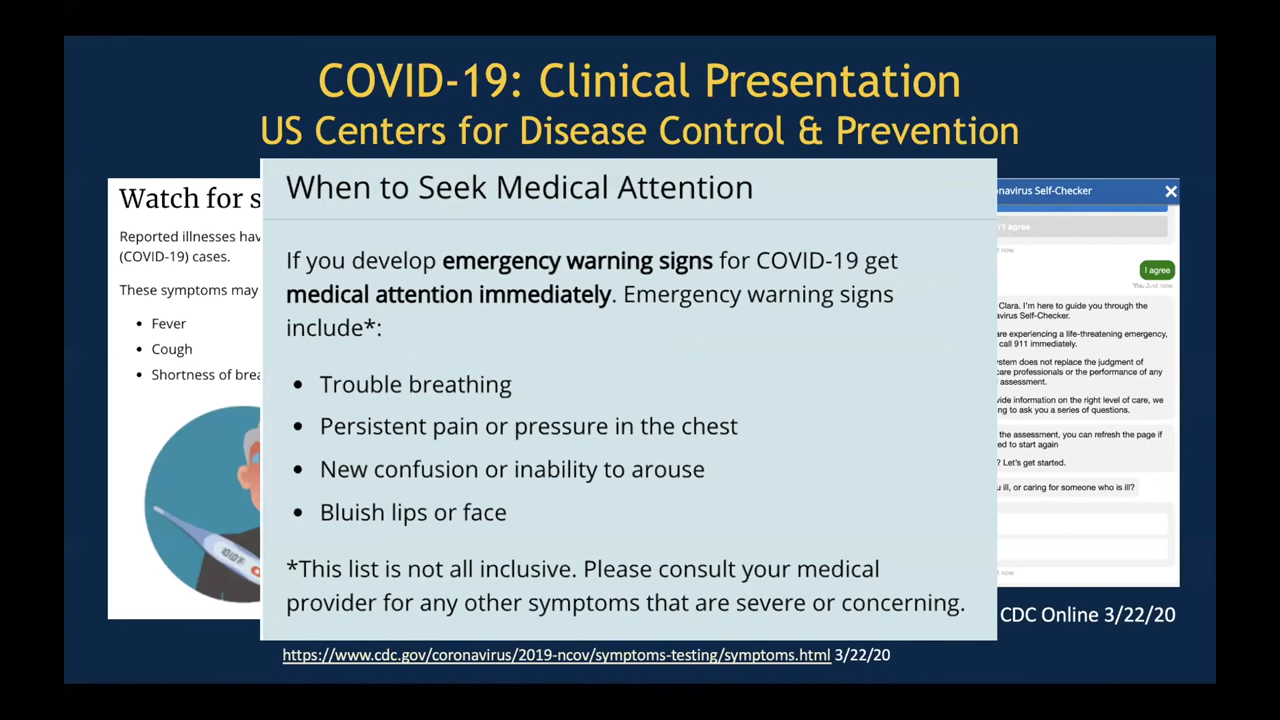 COVID-19: Clinical Presentation
US Centers for Disease Control & Prevention
Watch for s
Reported illnesses hav
(COVID-19) cases.
These symptoms may
• Fever
• Cough
• Shortness of brea
When to Seek Medical Attention
If you develop emergency warning signs for COVID-19 get
medical attention immediately. Emergency warning signs
include*:
• Trouble breathing
• Persistent pain or pressure in the chest
• New confusion or inability to arouse
• Bluish lips or face
*This list is not all inclusive. Please consult your medical
provider for any other symptoms that are severe or concerning.
onavirus Self-Checker
n't agree
now
I agree
You Just now
Clara. I'm here to guide you through the
avirus Self-Checker.
are experiencing a life-threatening emergency,
call 911 immediately.
ystem does not replace the judgment of
care professionals or the performance of any
assessment.
vide information on the right level of care, we
ng to ask you a series of questions.
the assessment, you can refresh the page if
ed to start again
? Let's get started.
u ill, or caring for someone who is ill?
now
CDC Online 3/22/20
https://www.cdc.gov/coronavirus/2019-ncov/symptoms-testing/symptoms.html 3/22/20